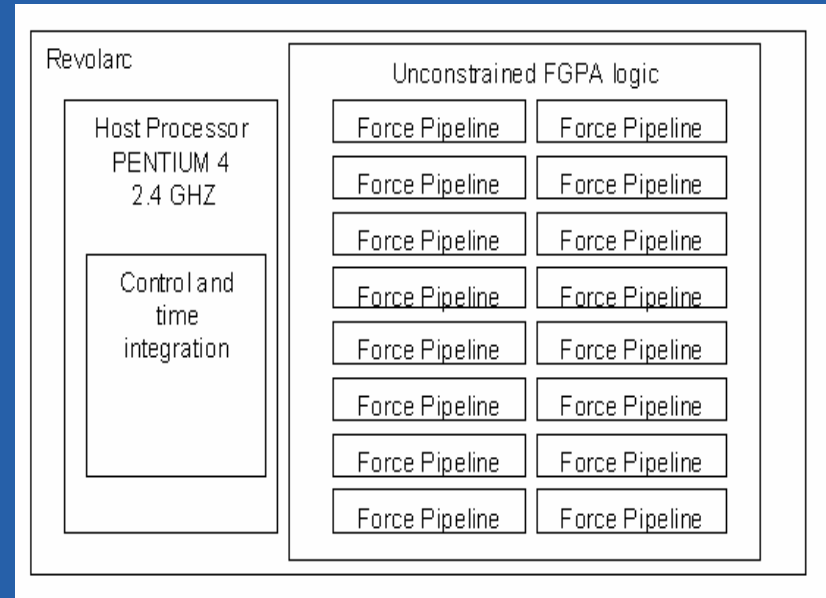 Revolarc
Unconstrained FGPA logic
Host Processor
PENTIUM 4
2.4 GHZ
Control and
time
integration
Force Pipeline Force Pipeline
Force Pipeline Force Pipeline
Force Pipeline Force Pipeline
Force Pipeline Force Pipeline
Force Pipeline Force Pipeline
Force Pipeline Force Pipeline
Force Pipeline Force Pipeline
Force Pipeline Force Pipeline